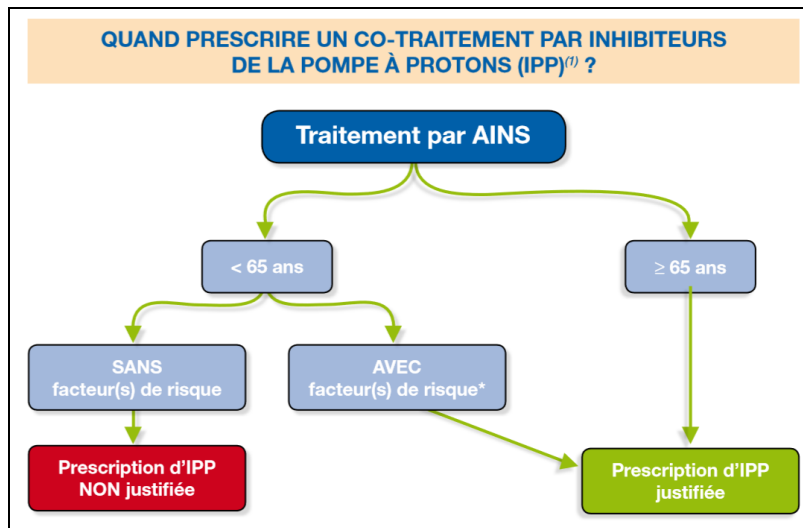 QUAND PRESCRIRE UN CO-TRAITEMENT PAR INHIBITEURS
DE LA POMPE À PROTONS (IPP)(1) ?
Traitement par AINS
< 65 ans
≥ 65 ans
SANS
facteur(s) de risque
AVEC
facteur(s) de risque*
Prescription d’IPP
NON justifiée
Prescription d’IPP
justifiée